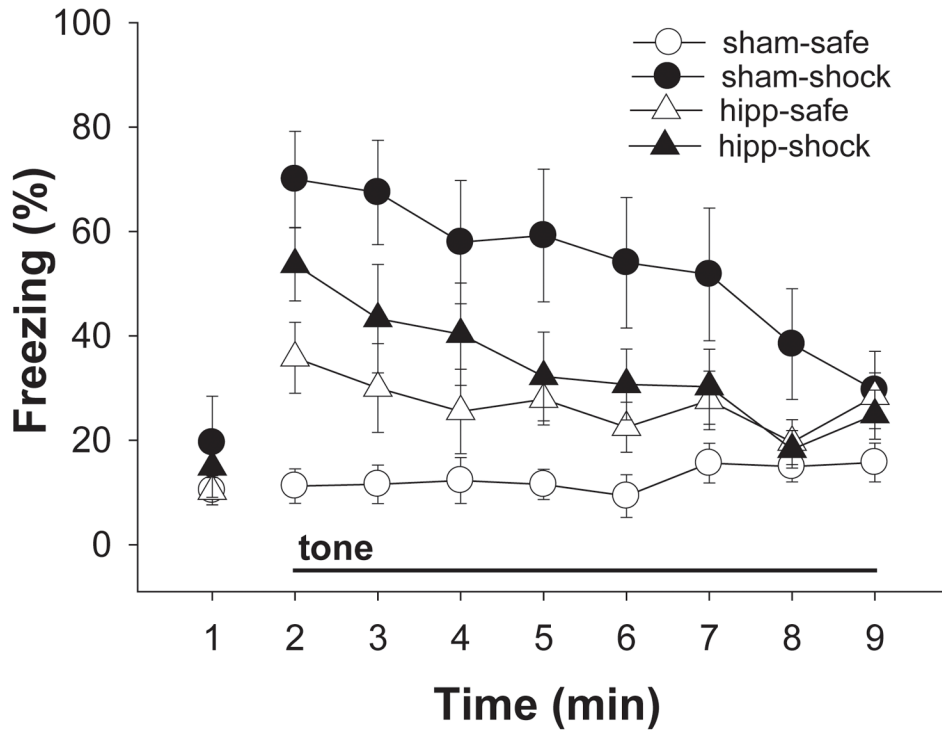 100
80
60
40
20
0
Freezing (%)
sham-safe
sham-shock
hipp-safe
hipp-shock
tone
1 2 3 4 5 6 7 8 9
Time (min)